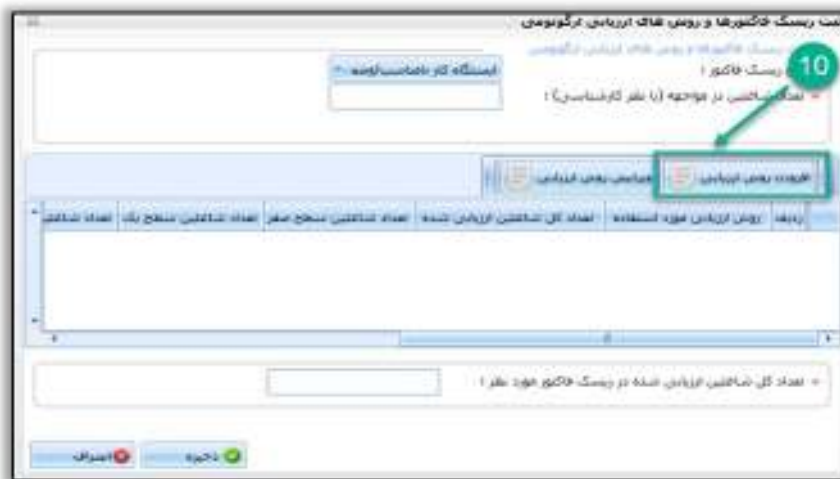 ثبت ریسک فاکتورها و روش های ارزیابی ارگونومی
ریسک فاکتورها و روش های ارزیابی ارگونومی
ریسک فاکتور :
ایستگاه کار نامناسب
10
* تعداد شاغلین در مواجهه (با نظر کارشناسی) :
افزودن روش ارزیابی
ویرایش روش ارزیابی
ردیف روش ارزیابی مورد استفاده تعداد کل شاغلین ارزیابی شده تعداد شاغلین سطح صفر تعداد شاغلین سطح یک تعداد شاغلین
* تعداد کل شاغلین ارزیابی شده در ریسک فاکتور مورد نظر :
ذخیره
انصراف